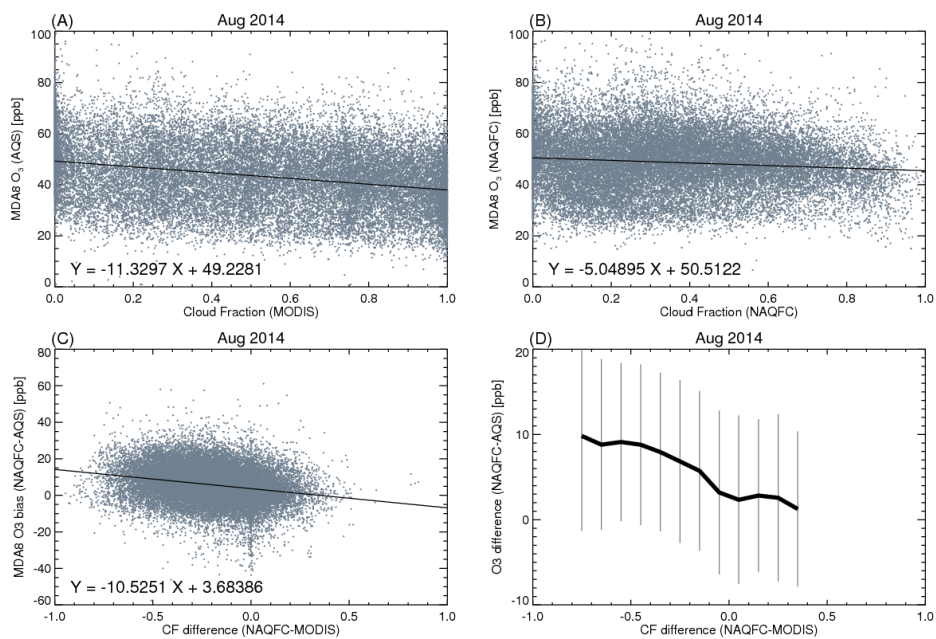 (A) Aug 2014
MDA8 O3 (AQS) [ppb]
100
80
60
40
20
0
Y = -11.3297 X + 49.2281
0.0 0.2 0.4 0.6 0.8 1.0
Cloud Fraction (MODIS)
(B) Aug 2014
MDA8 O3 (NAQFC) [ppb]
100
80
60
40
20
0
Y = -5.04895 X + 50.5122
0.0 0.2 0.4 0.6 0.8 1.0
Cloud Fraction (NAQFC)
(C) Aug 2014
MDA8 O3 bias (NAQFC-AQS) [ppb]
80
60
40
20
0
-20
-40
-60
Y = -10.5251 X + 3.68386
-1.0 -0.5 0.0 0.5 1.0
CF difference (NAQFC-MODIS)
(D) Aug 2014
O3 difference (NAQFC-AQS) [ppb]
20
10
0
-10
-1.0 -0.5 0.0 0.5 1.0
CF difference (NAQFC-MODIS)